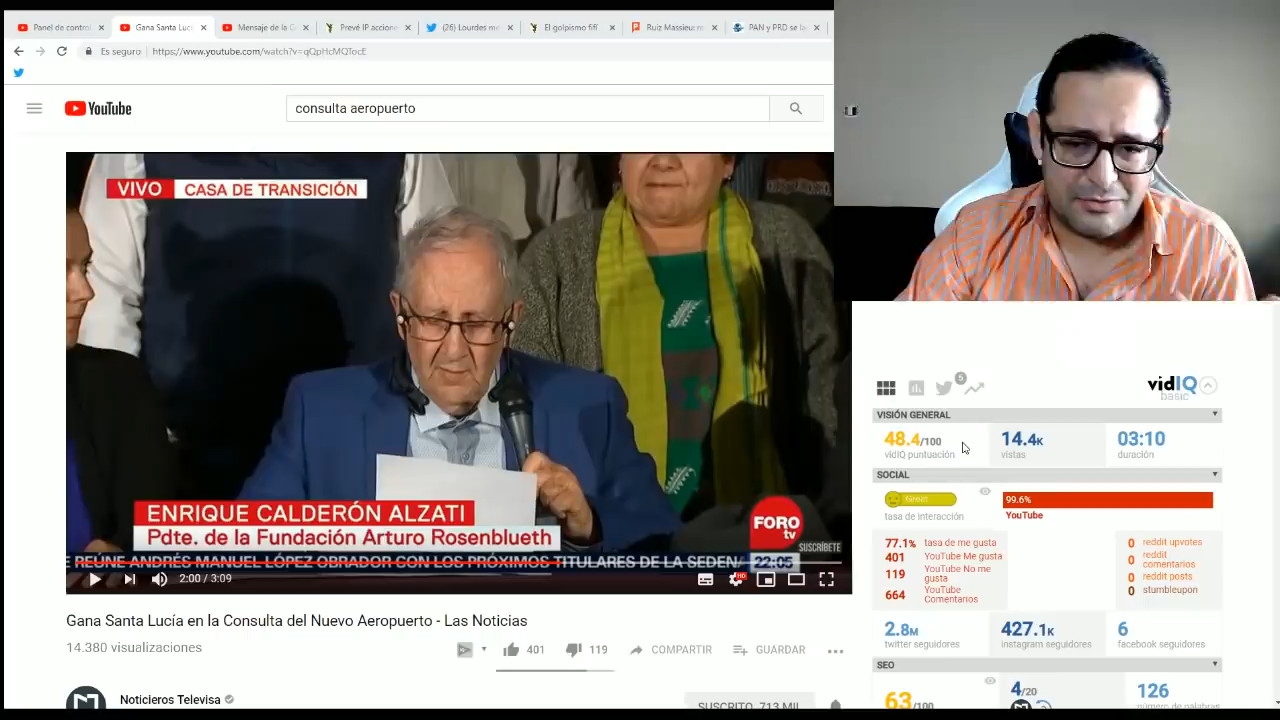 Panel de contro
Gana Santa Lucí
Mensaje de la C
Prevé IP accione
(26) Lourdes me
El golpismo fifí
Ruiz Massieu: n
PAN y PRD se la
Es seguro
https://www.youtube.com/watch?v=qQpHcMQTocE
YouTube
consulta aeropuerto
VIVO CASA DE TRANSICIÓN
ENRIQUE CALDERÓN ALZATI
Pdte. de la Fundación Arturo Rosenblueth
FORO
tv
SUSCRÍBETE
E REÚNE ANDRÉS MANUEL LÓPEZ OBRADOR CON LOS PRÓXIMOS TITULARES DE LA SEDENA/
22:05
2:00 / 3:09
HD
Gana Santa Lucía en la Consulta del Nuevo Aeropuerto - Las Noticias
14.380 visualizaciones
401
119
COMPARTIR
GUARDAR
Noticieros Televisa
SUSCRITO 713 MIL
5
vidIQ
basic
VISIÓN GENERAL
48.4/100
vidIQ puntuación
14.4K
vistas
03:10
duración
SOCIAL
Great!
tasa de interacción
99.6%
YouTube
77.1% tasa de me gusta
401 YouTube Me gusta
119 YouTube No me
gusta
664 YouTube
Comentarios
0 reddit upvotes
0 reddit
comentarios
0 reddit posts
0 stumbleupon
2.8M
twitter seguidores
427.1K
instagram seguidores
6
facebook seguidores
SEO
63/100
4/20
126
número de palabras